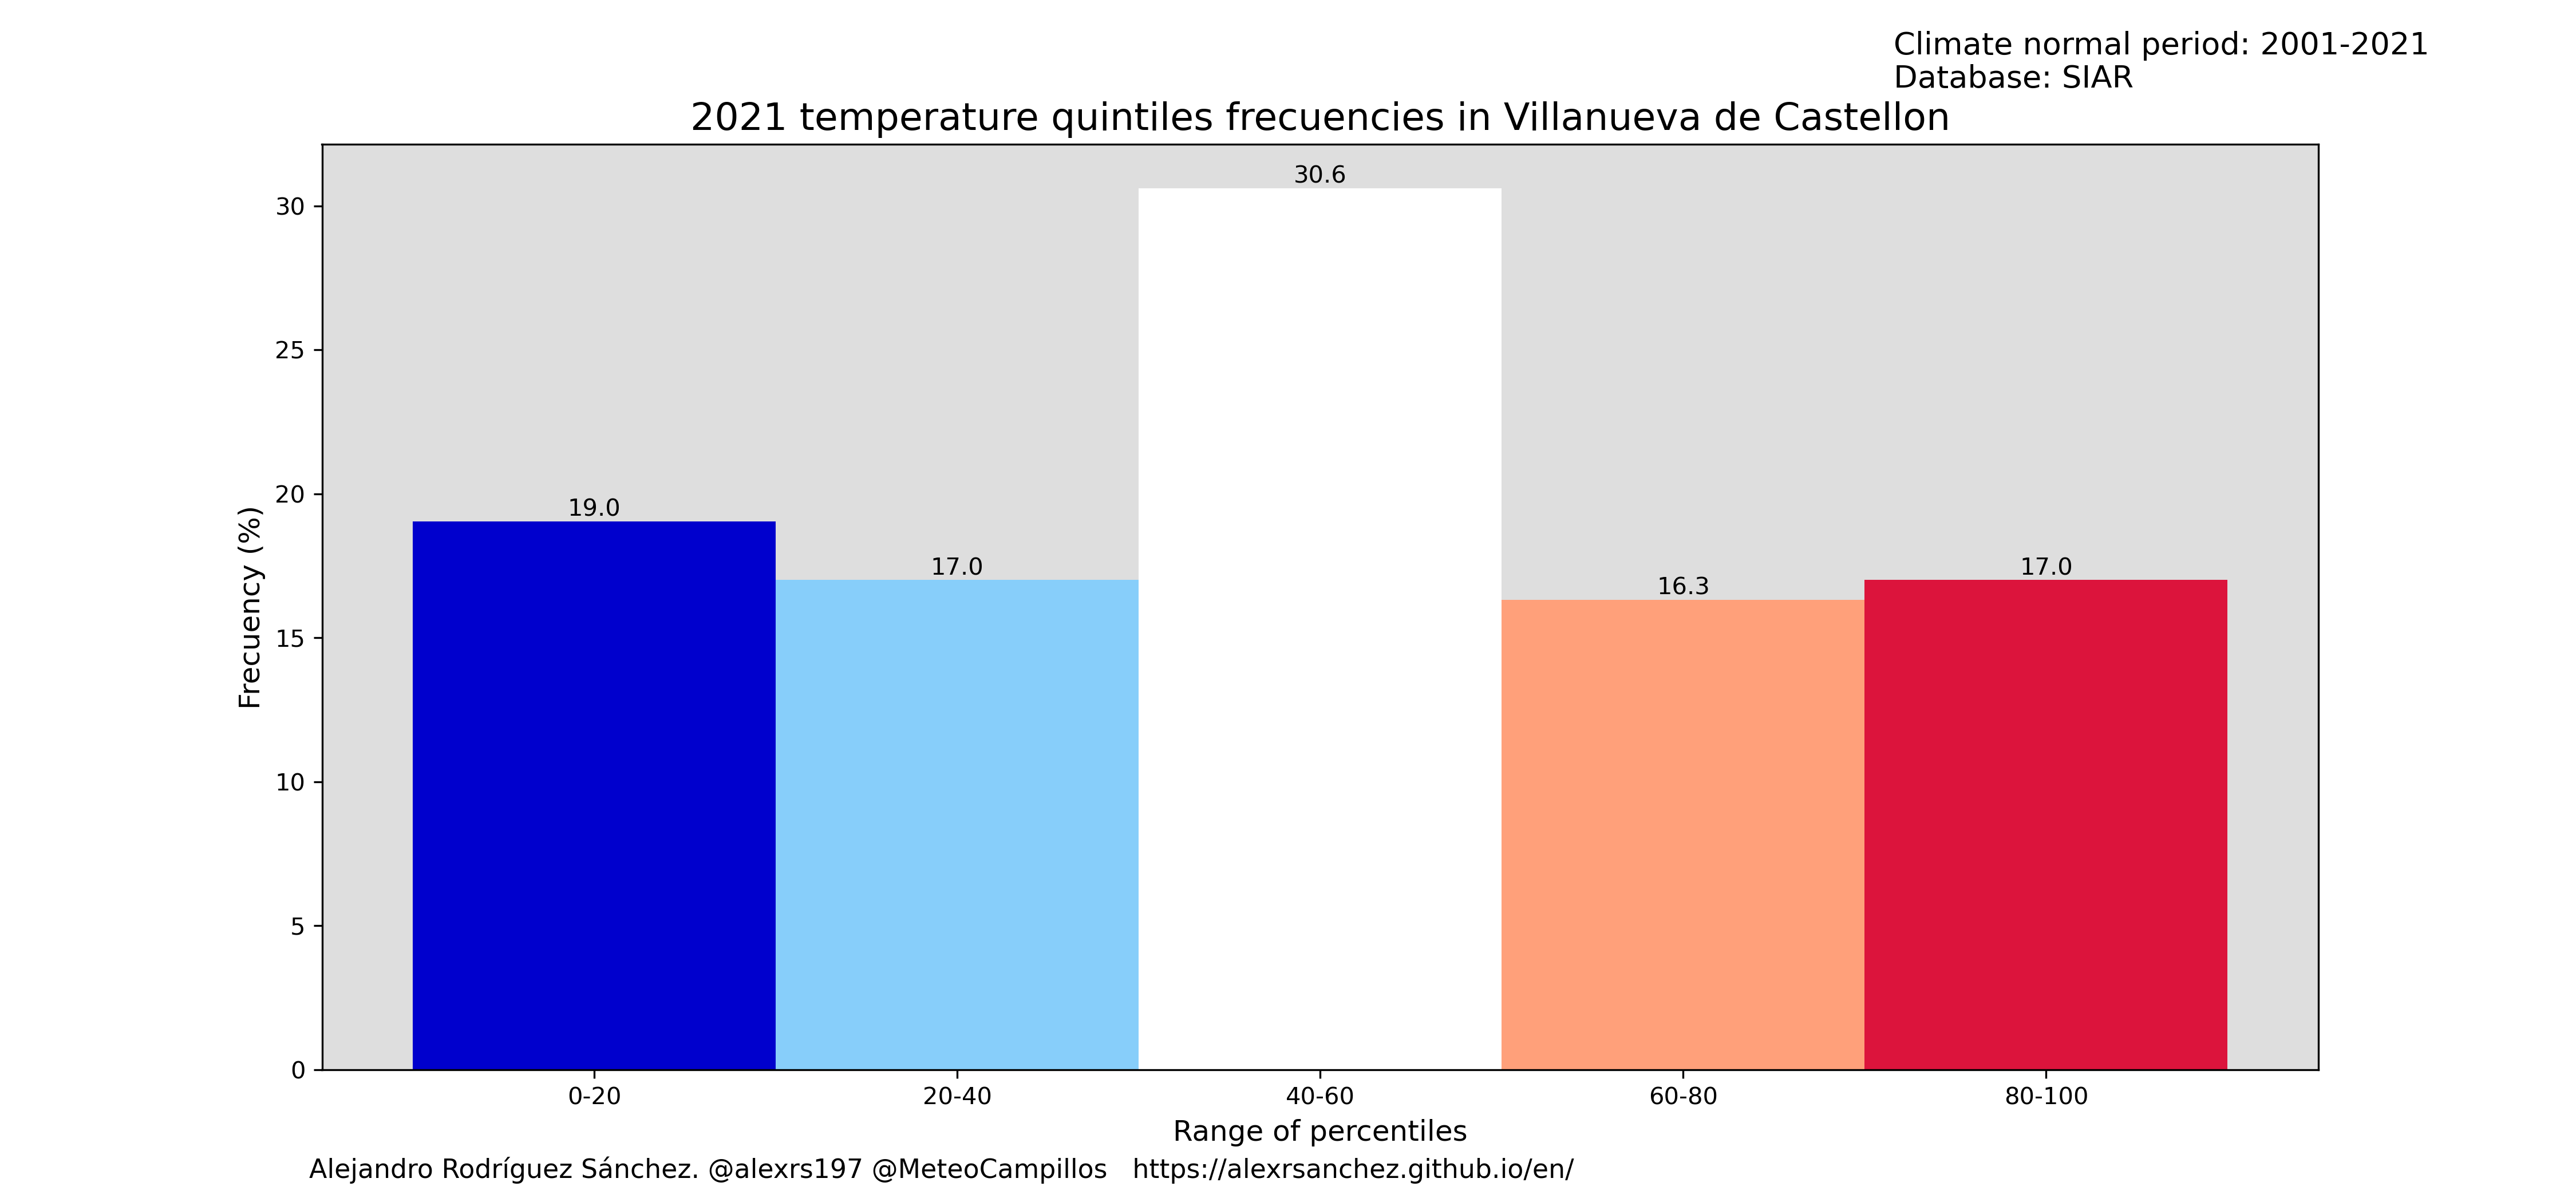 Climate normal period: 2001-2021
Database: SIAR
2021 temperature quintiles frecuencies in Villanueva de Castellon
30.6
19.0
17.0
16.3
17.0
30
25
20
15
10
5
0
Frecuency (%)
0-20
20-40
40-60
60-80
80-100
Range of percentiles
Alejandro Rodríguez Sánchez. @alexrs197 @MeteoCampillos   https://alexrsanchez.github.io/en/